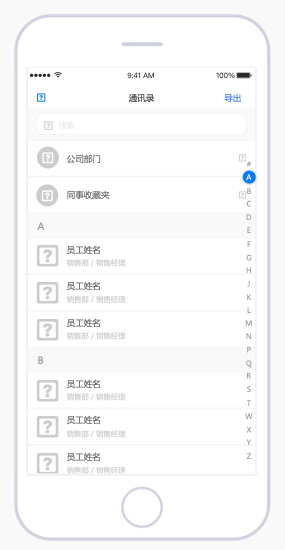 9:41 AM 100%
通讯录 导出
搜索
公司部门
同事收藏夹
A
员工姓名
销售部 / 销售经理
员工姓名
销售部 / 销售经理
员工姓名
销售部 / 销售经理
B
员工姓名
销售部 / 销售经理
员工姓名
销售部 / 销售经理
员工姓名
销售部 / 销售经理
#
A
B
C
D
E
F
G
H
J
K
L
M
N
P
Q
R
S
T
W
X
Y
Z